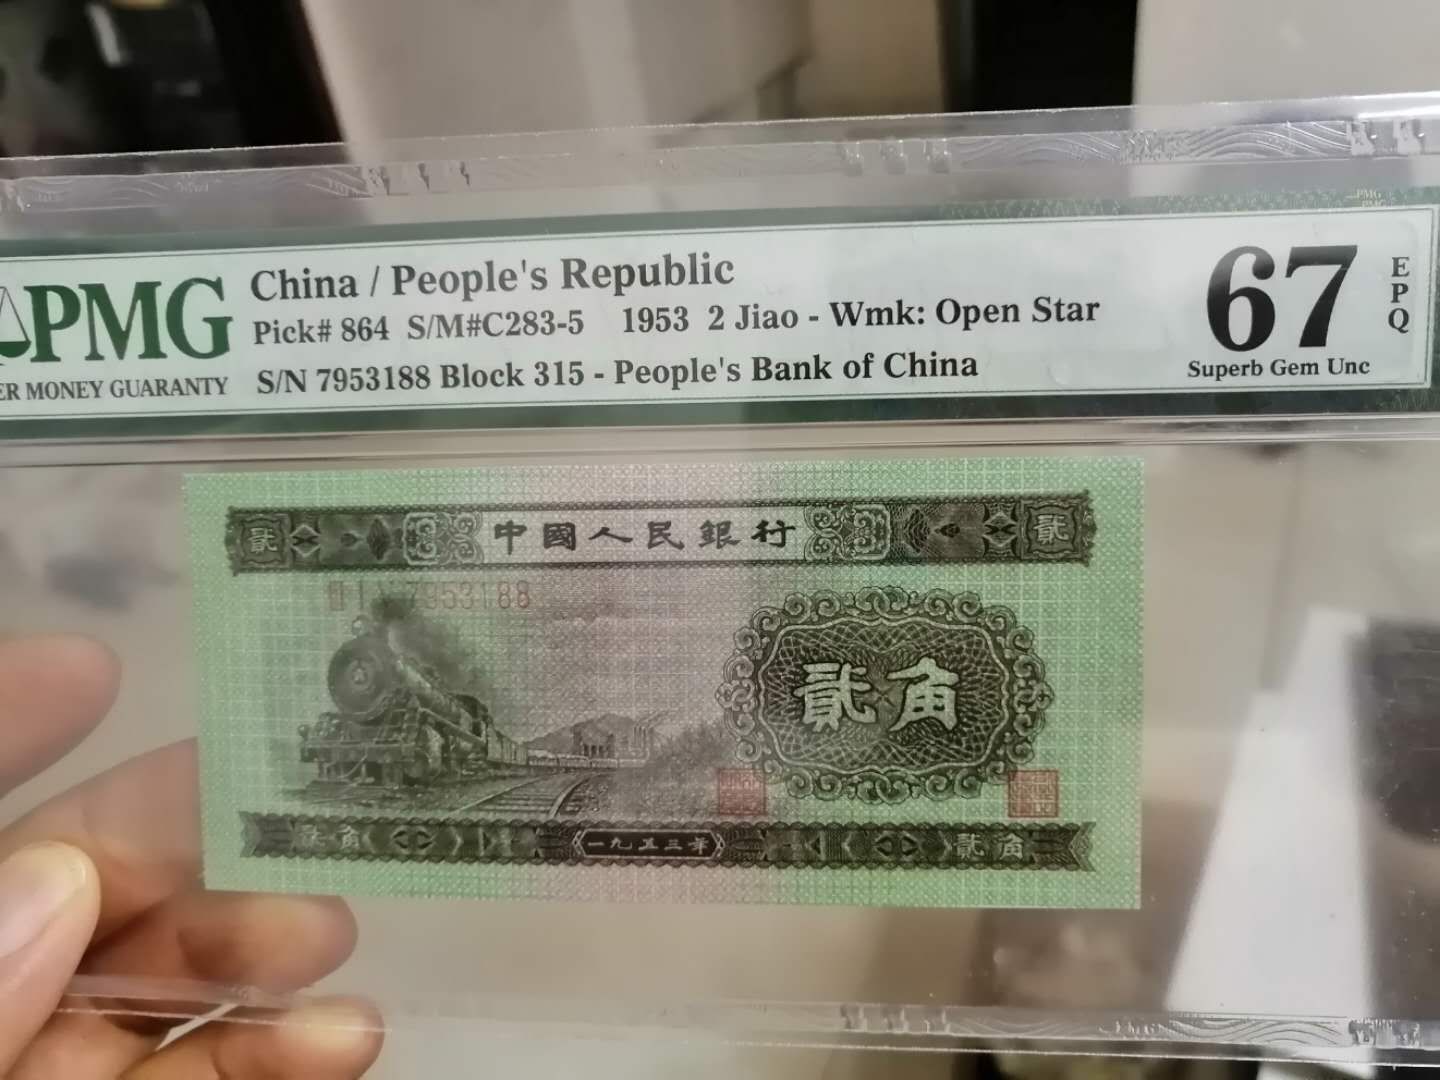 PMG
ER MONEY GUARANTY
China / People's Republic
Pick# 864 S/M#C283-5 1953 2 Jiao - Wmk: Open Star
S/N 7953188 Block 315 - People's Bank of China
67
EPQ
Superb Gem Unc
貳 中國人民銀行 貳
7953188
貳角
貳角 一九五三年 貳角
PMG